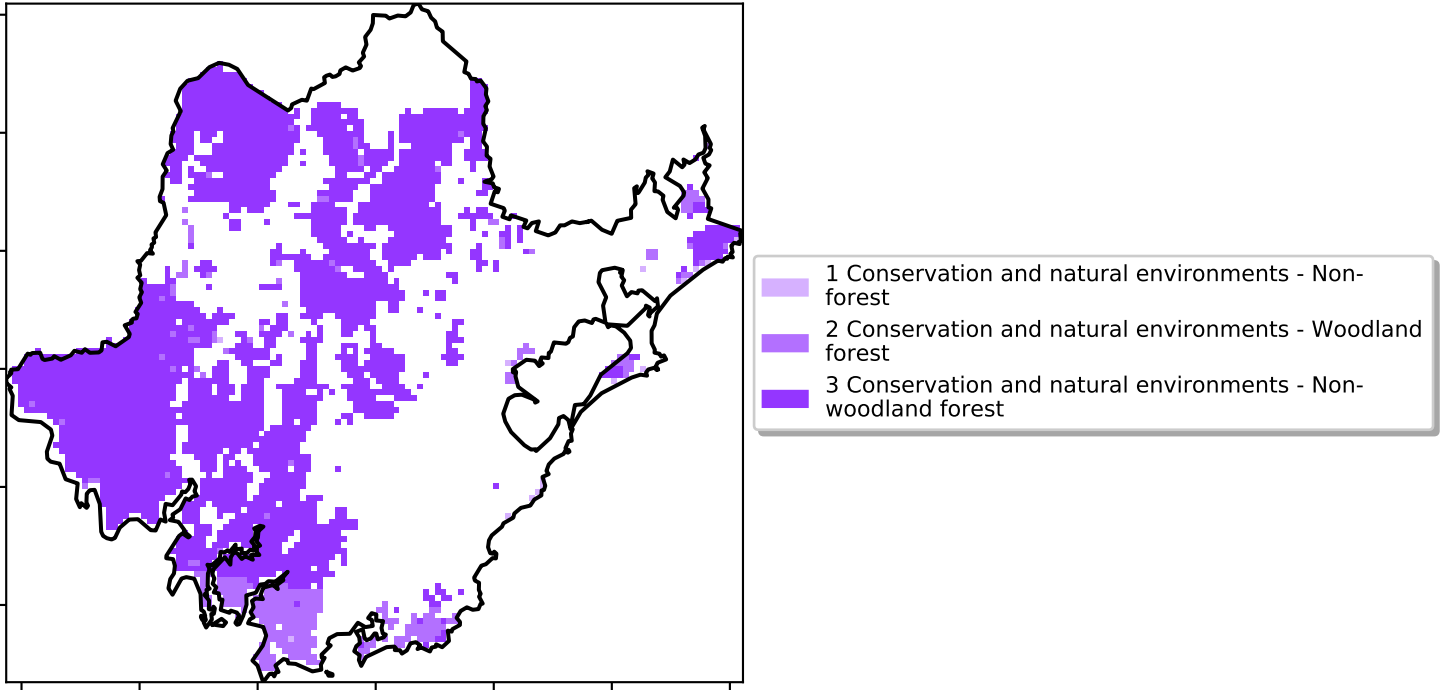 1 Conservation and natural environments - Non-
forest
2 Conservation and natural environments - Woodland
forest
3 Conservation and natural environments - Non-
woodland forest